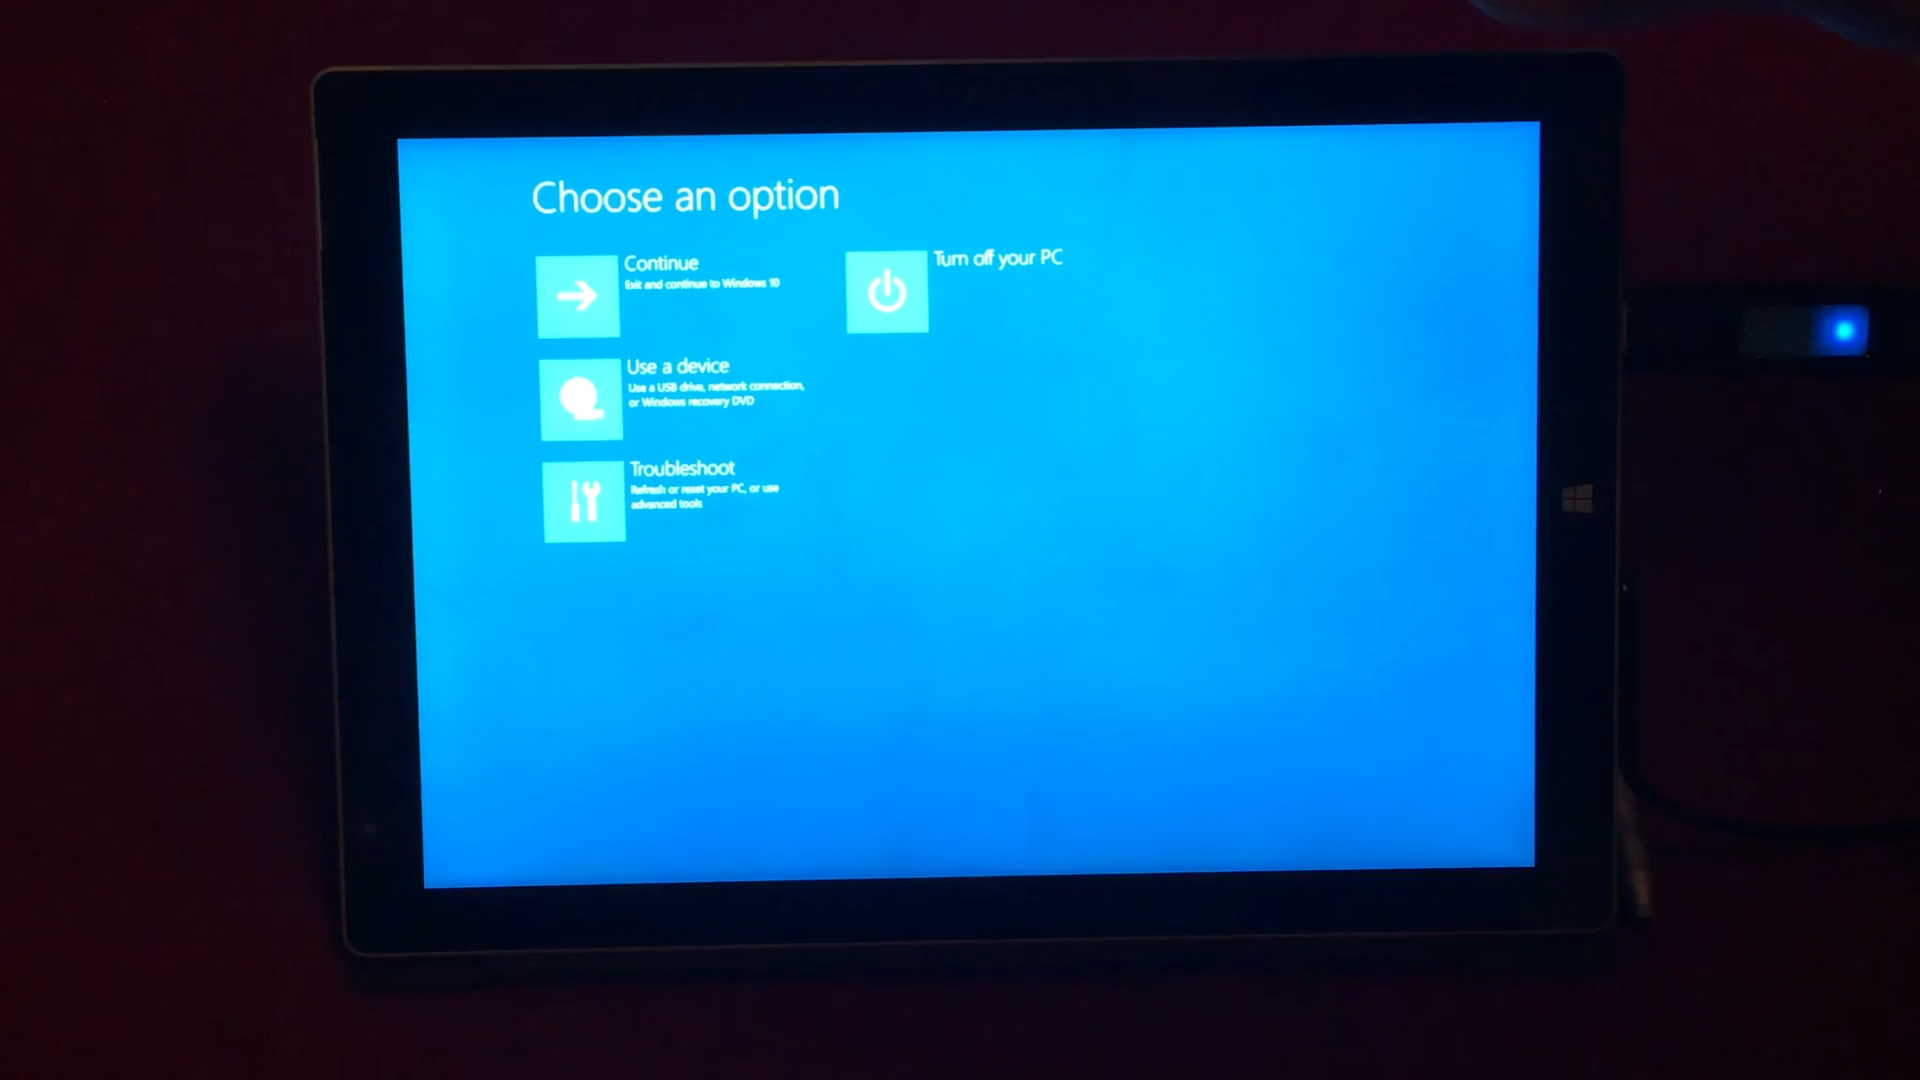 Choose an option
Continue
Exit and continue to Windows 10
Turn off your PC
Use a device
Use a USB drive, network connection,
or Windows recovery DVD
Troubleshoot
Refresh or reset your PC, or use
advanced tools